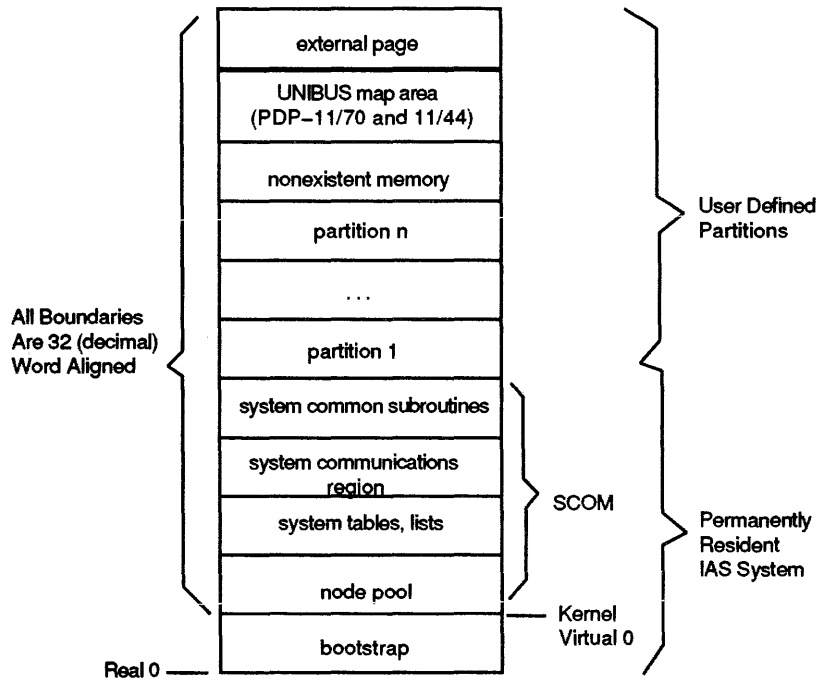 external page
UNIBUS map area
(PDP–11/70 and 11/44)
nonexistent memory
partition n
...
partition 1
system common subroutines
system communications
region
system tables, lists
node pool
bootstrap
All Boundaries
Are 32 (decimal)
Word Aligned
Real 0
SCOM
Kernel
Virtual 0
User Defined
Partitions
Permanently
Resident
IAS System